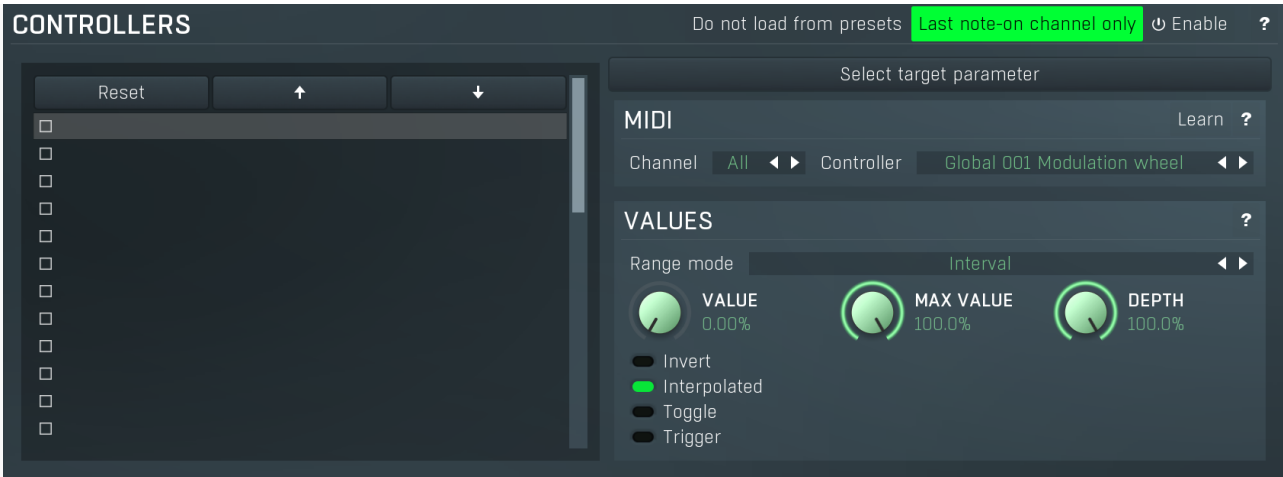 CONTROLLERS
Do not load from presets Last note-on channel only Enable ?
Reset
Select target parameter
MIDI
Learn ?
Channel All Controller Global 001 Modulation wheel
VALUES
?
Range mode Interval
VALUE
0.00%
MAX VALUE
100.0%
DEPTH
100.0%
Invert
Interpolated
Toggle
Trigger